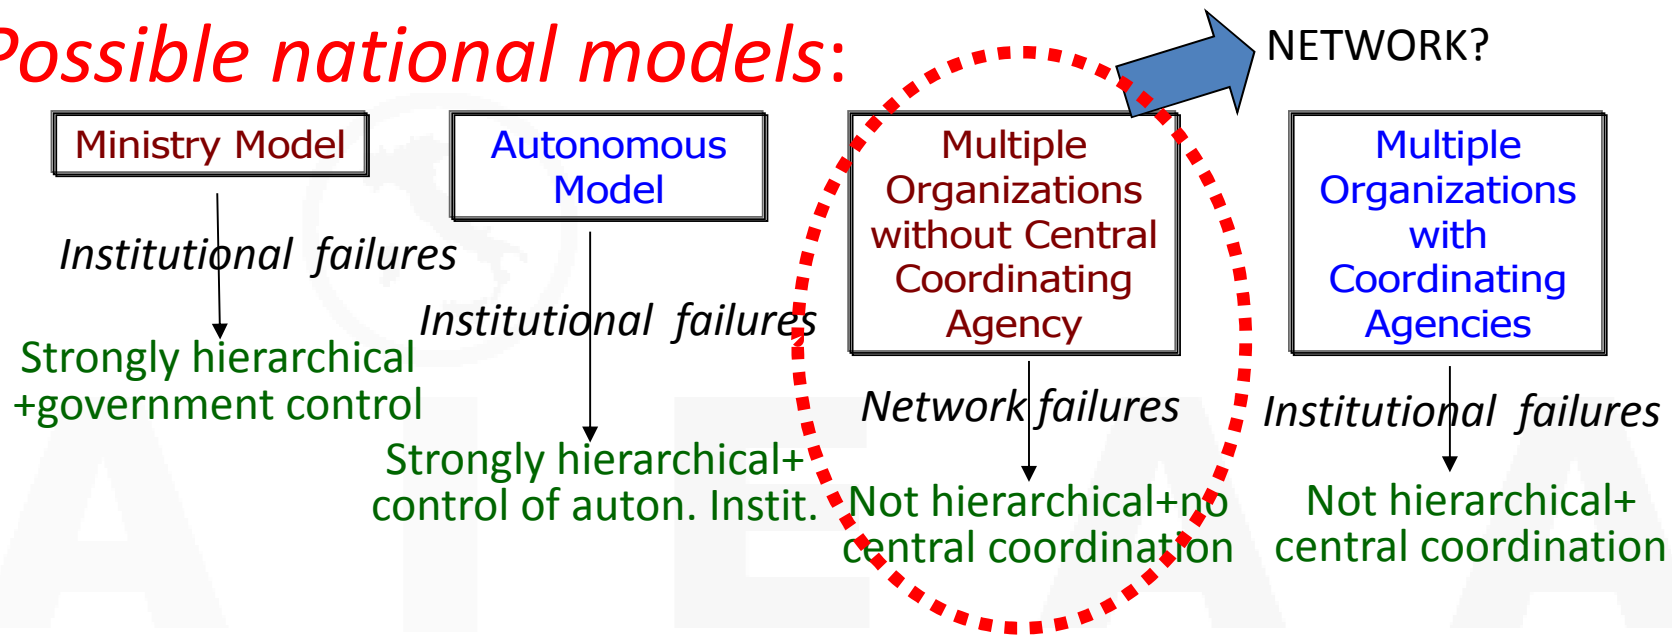 Possible national models:
NETWORK?
Ministry Model
Autonomous
Model
Multiple
Organizations
without Central
Coordinating
Agency
Multiple
Organizations
with
Coordinating
Agencies
Institutional failures
Institutional failures
Network failures
Institutional failures
Strongly hierarchical
+government control
Strongly hierarchical+
control of auton. Instit.
Not hierarchical+no
central coordination
Not hierarchical+
central coordination
A I E A A